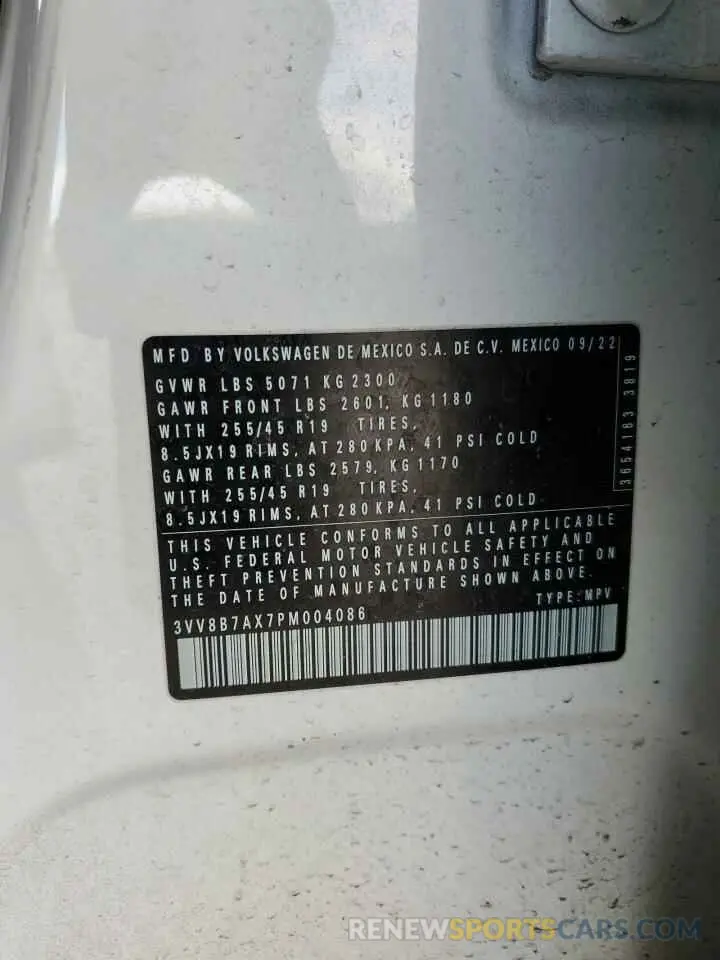 MFD BY VOLKSWAGEN DE MEXICO S.A. DE C.V. MEXICO 09/22
GVWR LBS 5071 KG 2300
GAWR FRONT LBS 2601, KG 1180
WITH 255/45 R19 TIRES,
8.5JX19 RIMS, AT 280 KPA, 41 PSI COLD
GAWR REAR LBS 2579, KG 1170
WITH 255/45 R19 TIRES,
8.5JX19 RIMS, AT 280 KPA, 41 PSI COLD
3654163 3819
THIS VEHICLE CONFORMS TO ALL APPLICABLE
U.S. FEDERAL MOTOR VEHICLE SAFETY AND
THEFT PREVENTION STANDARDS IN EFFECT ON
THE DATE OF MANUFACTURE SHOWN ABOVE.
3VV8B7AX7PM004086 TYPE: MPV
RENEWSPORTSCARS.COM